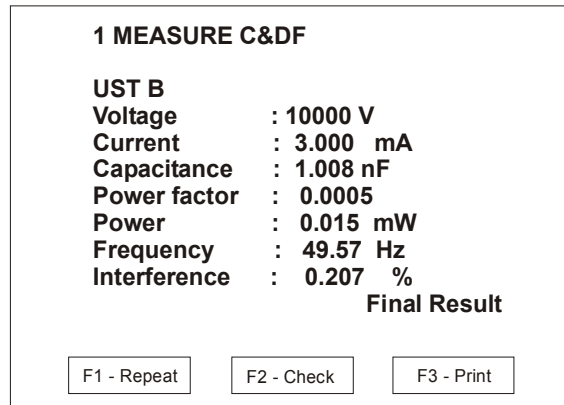 1 MEASURE C&DF
UST B
Voltage : 10000 V
Current : 3.000 mA
Capacitance : 1.008 nF
Power factor : 0.0005
Power : 0.015 mW
Frequency : 49.57 Hz
Interference : 0.207 %
Final Result
F1 - Repeat F2 - Check F3 - Print